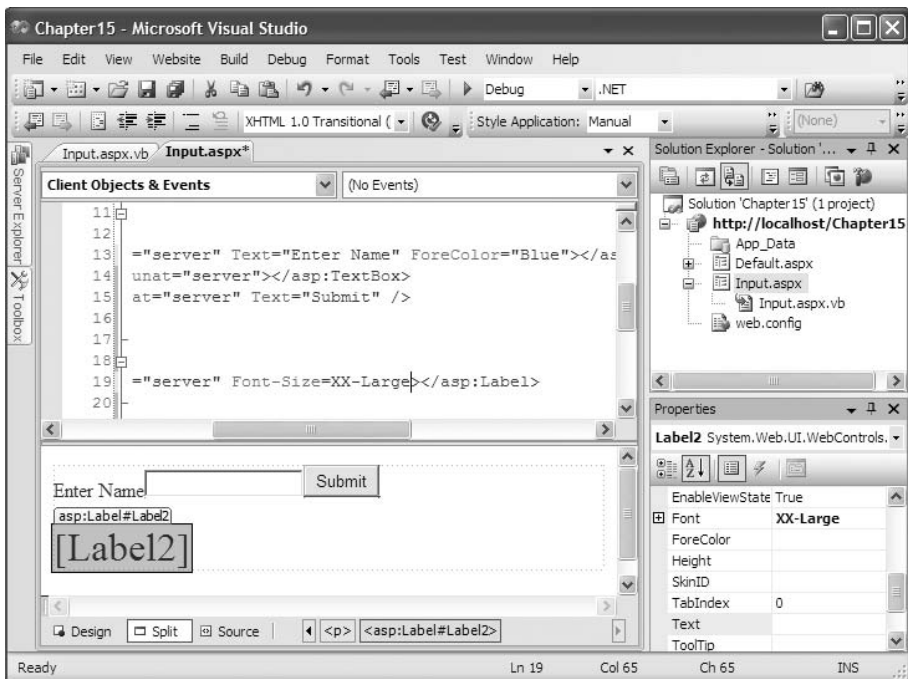 Chapter15 - Microsoft Visual Studio
File Edit View Website Build Debug Format Tools Test Window Help
Debug .NET
XHTML 1.0 Transitional ( Style Application: Manual (None)
Server Explorer
Toolbox
Input.aspx.vb Input.aspx*
Client Objects & Events (No Events)
11
12
13 ="server" Text="Enter Name" ForeColor="Blue"></as
14 unat="server"></asp:TextBox>
15 at="server" Text="Submit" />
16
17
18
19 ="server" Font-Size=XX-Large></asp:Label>
20
Enter Name Submit
asp:Label#Label2
[Label2]
Design Split Source <p> <asp:Label#Label2>
Solution Explorer - Solution '...
Solution 'Chapter15' (1 project)
http://localhost/Chapter15
App_Data
Default.aspx
Input.aspx
Input.aspx.vb
web.config
Properties
Label2 System.Web.UI.WebControls.
EnableViewState True
Font XX-Large
ForeColor
Height
SkinID
TabIndex 0
Text
ToolTip
Ready Ln 19 Col 65 Ch 65 INS